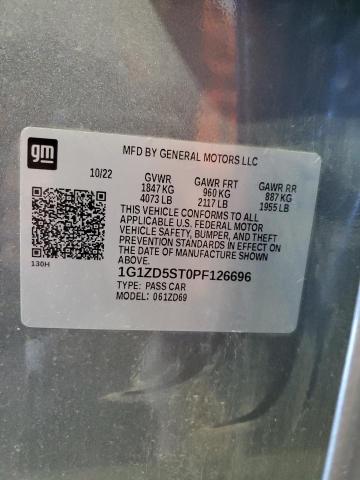 gm
MFD BY GENERAL MOTORS LLC
10/22 GVWR GAWR FRT GAWR RR
1847 KG 960 KG 887 KG
4073 LB 2117 LB 1955 LB
THIS VEHICLE CONFORMS TO ALL
APPLICABLE U.S. FEDERAL MOTOR
VEHICLE SAFETY, BUMPER, AND THEFT
PREVENTION STANDARDS IN EFFECT ON
THE DATE OF MANUFACTURE SHOWN
ABOVE.
130H
1G1ZD5ST0PF126696
TYPE: PASS CAR
MODEL: 061ZD69